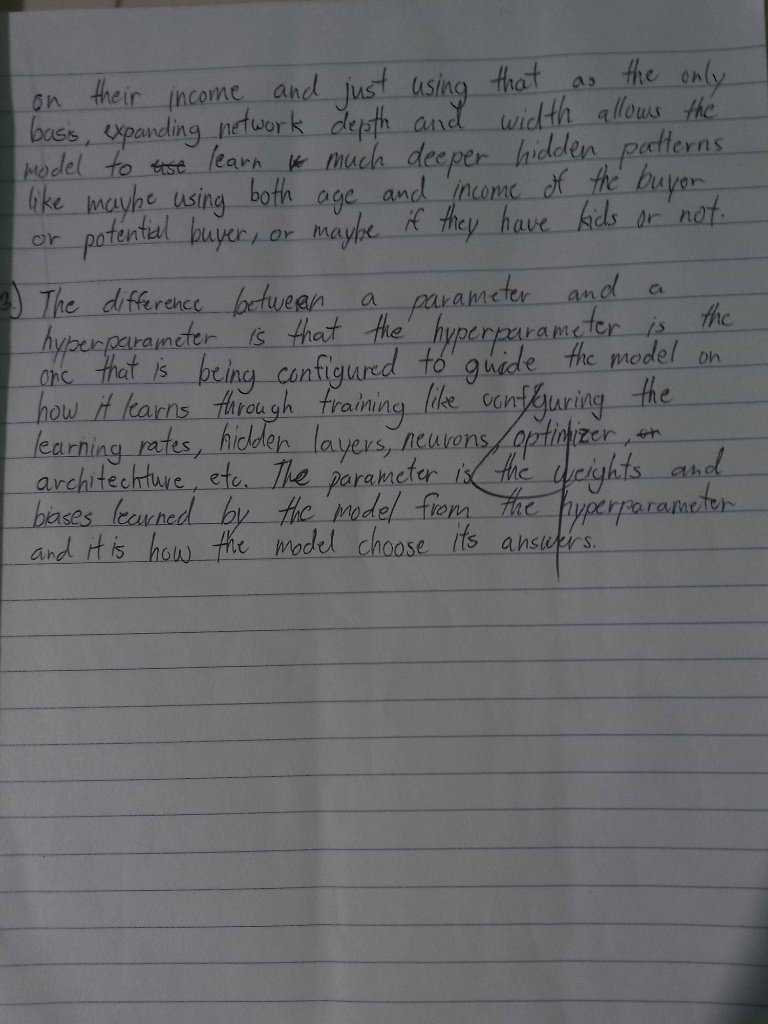 on their income and just using that as the only
basis, expanding network depth and width allows the
model to use learn much deeper hidden patterns
like maybe using both age and income of the buyer
or potential buyer, or maybe if they have kids or not.
3.) The difference between a parameter and a
hyperparameter is that the hyperparameter is the
one that is being configured to guide the model on
how it learns through training like configuring the
learning rates, hidden layers, neurons, optimizer, or
architechture, etc. The parameter is the weights and
biases learned by the model from the hyperparameter
and it is how the model choose its answers.